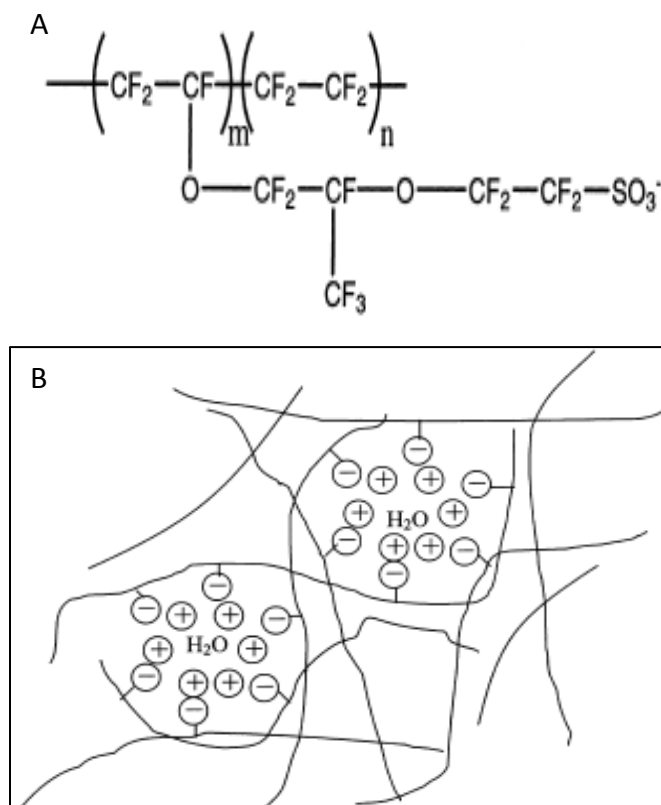 A
CF₂—CF CF₂—CF₂
m n
O—CF₂—CF—O—CF₂—CF₂—SO₃⁻
CF₃
B
− − − + + + + H₂O − + + − −
− − − + + + + H₂O − + + − −